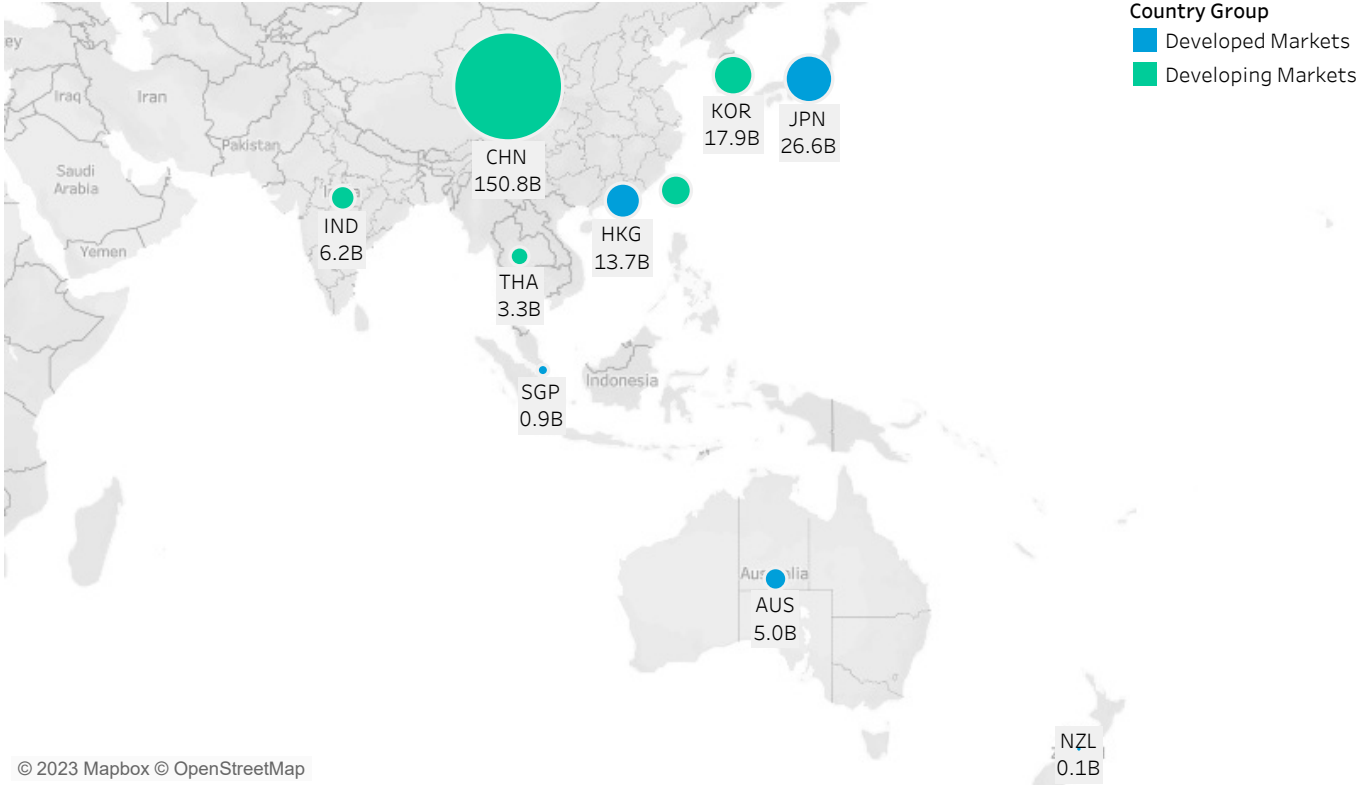 Country Group
Developed Markets
Developing Markets
ey
Iraq
Iran
Pakistan
Saudi
Arabia
Yemen
CHN
150.8B
KOR
17.9B
JPN
26.6B
IND
6.2B
HKG
13.7B
THA
3.3B
SGP
0.9B
Indonesia
Australia
AUS
5.0B
NZL
0.1B
© 2023 Mapbox © OpenStreetMap